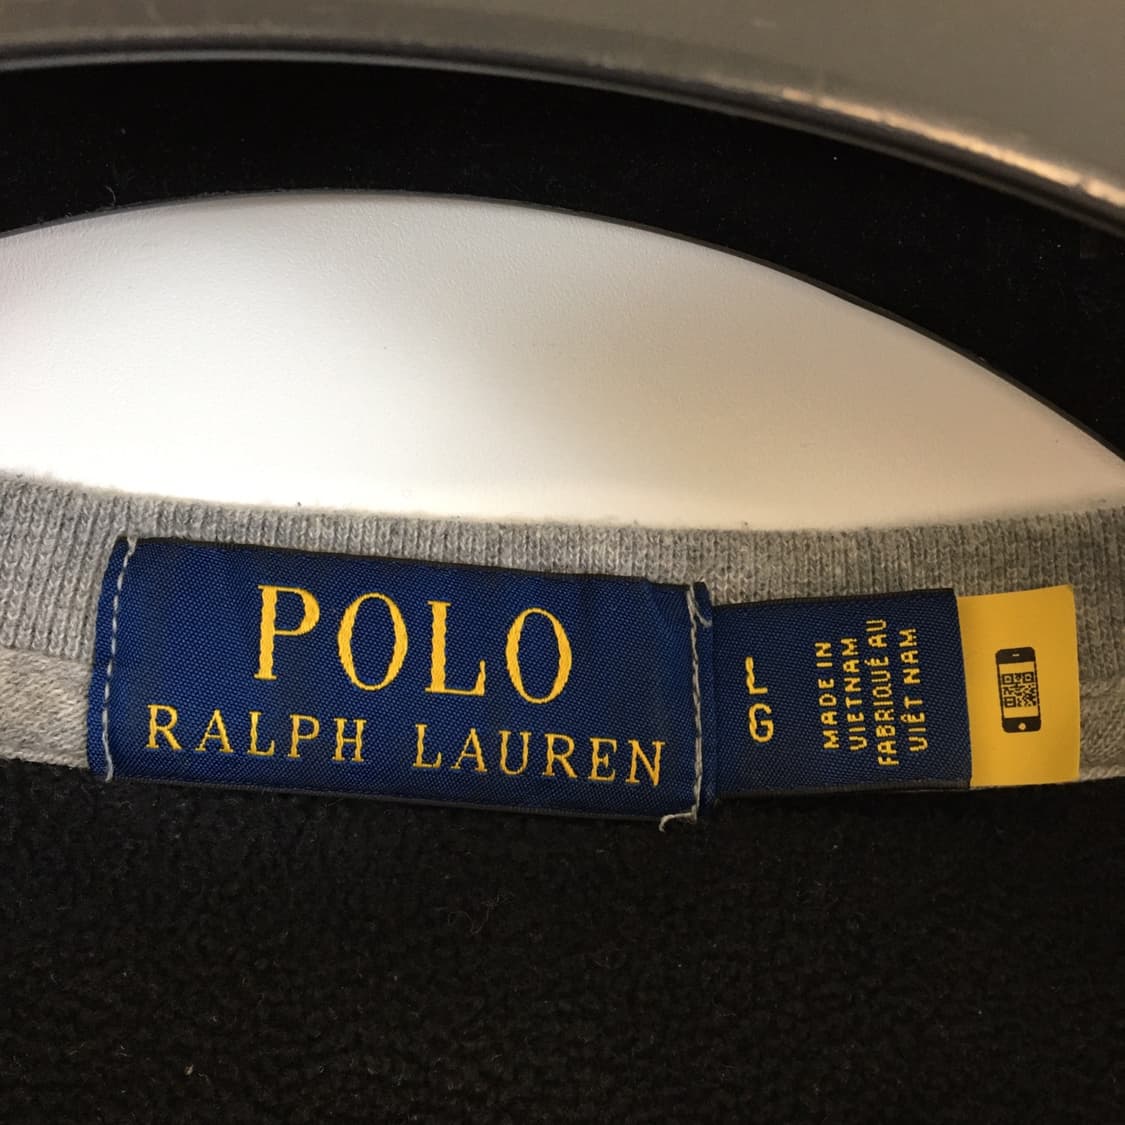 POLO
RALPH LAUREN
L
G
MADE IN
VIETNAM
FABRIQUÉ AU
VIÊT NAM